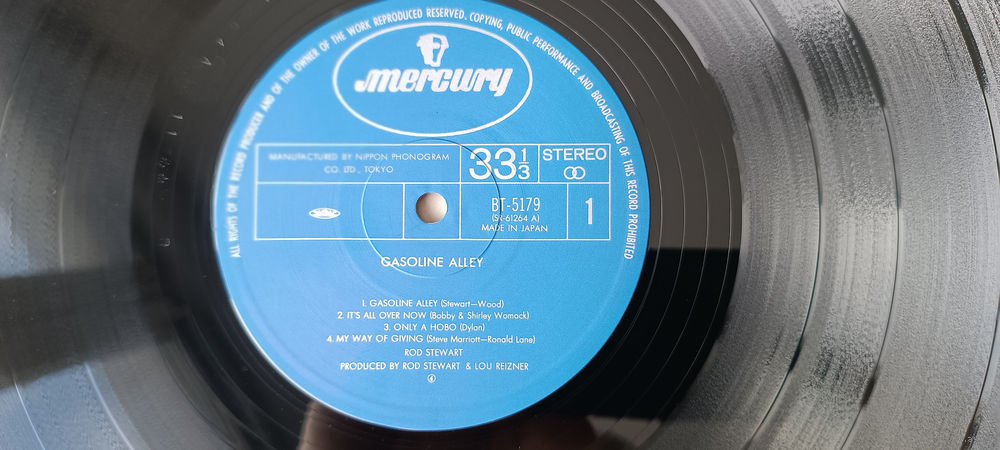 ALL RIGHTS OF THE RECORD PRODUCER AND OF THE OWNER OF THE WORK REPRODUCED RESERVED. COPYING, PUBLIC PERFORMANCE AND BROADCASTING OF THIS RECORD PROHIBITED
mercury
MANUFACTURED BY NIPPON PHONOGRAM
CO. LTD., TOKYO
33 1/3
STEREO
BT-5179
(SR-61264 A)
MADE IN JAPAN
1
GASOLINE ALLEY
1. GASOLINE ALLEY (Stewart—Wood)
2. IT'S ALL OVER NOW (Bobby & Shirley Womack)
3. ONLY A HOBO (Dylan)
4. MY WAY OF GIVING (Steve Marriott—Ronald Lane)
ROD STEWART
PRODUCED BY ROD STEWART & LOU REIZNER